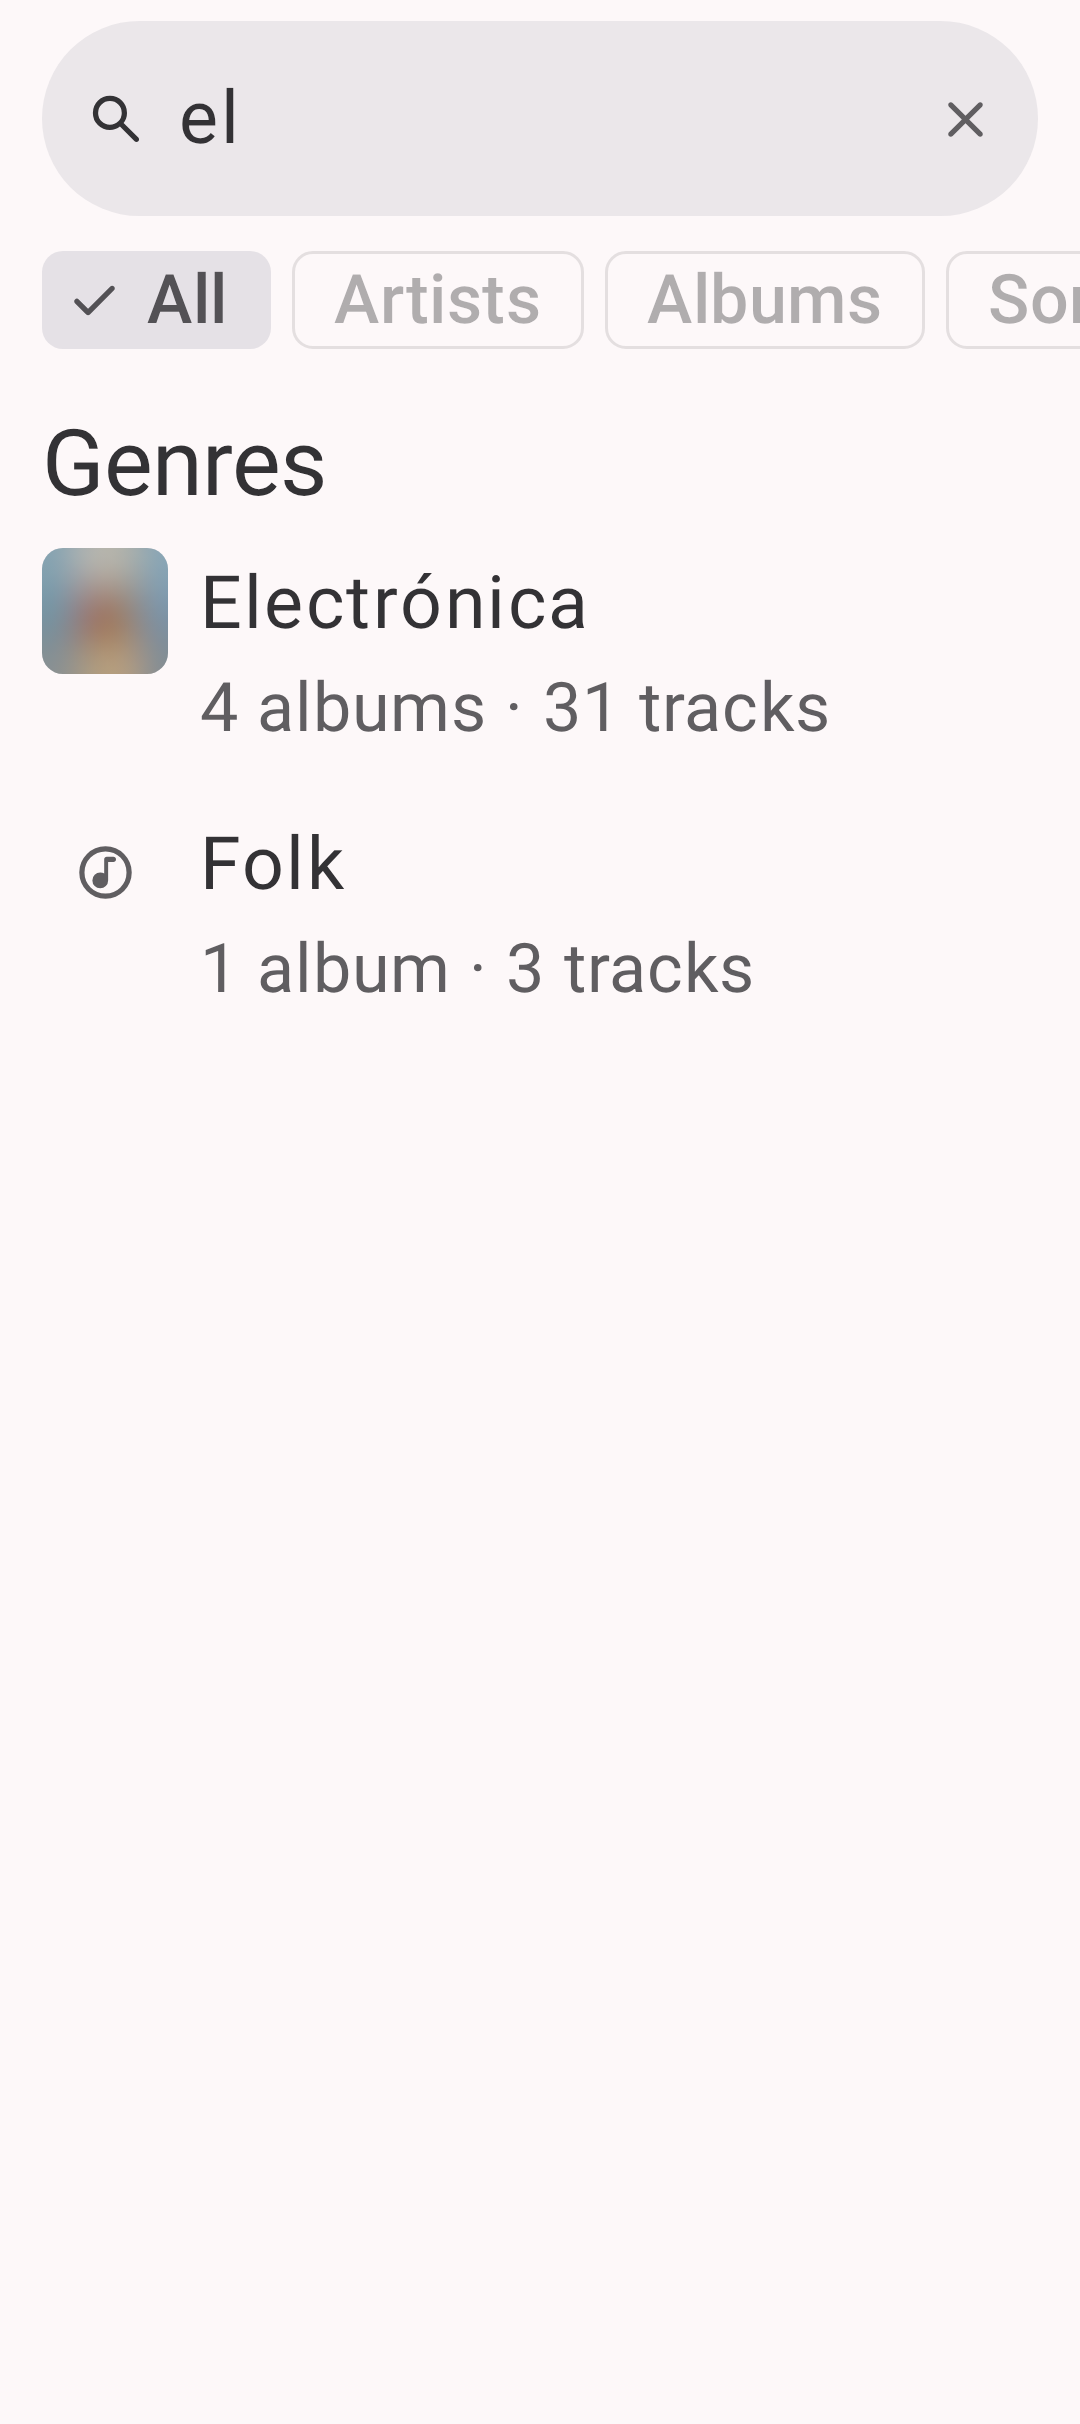 el
All Artists Albums
Genres
Electrónica
4 albums · 31 tracks
Folk
1 album · 3 tracks